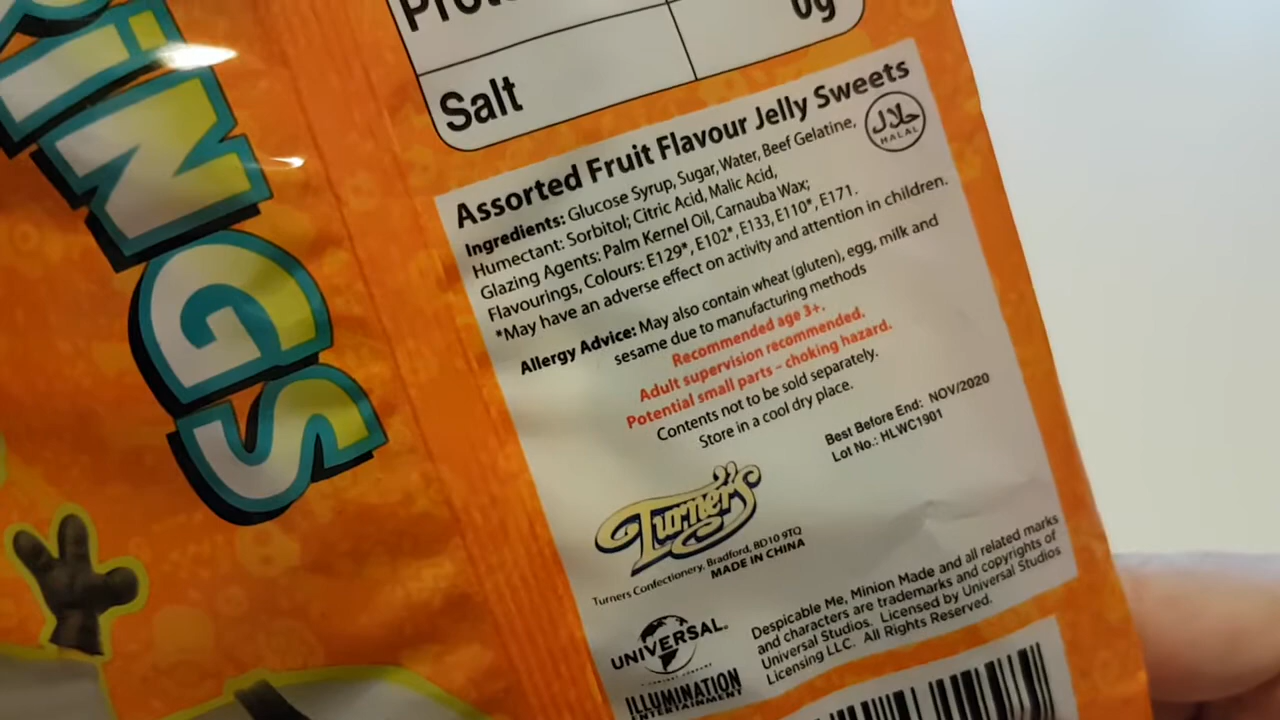 iNGS
0g
Salt
Assorted Fruit Flavour Jelly Sweets
Ingredients: Glucose Syrup, Sugar, Water, Beef Gelatine,
Humectant: Sorbitol; Citric Acid, Malic Acid,
Glazing Agents: Palm Kernel Oil, Carnauba Wax;
Flavourings, Colours: E129*, E102*, E133, E110*, E171.
*May have an adverse effect on activity and attention in children.
حلال
HALAL
Allergy Advice: May also contain wheat (gluten), egg, milk and
sesame due to manufacturing methods
Recommended age 3+.
Adult supervision recommended.
Potential small parts – choking hazard.
Contents not to be sold separately.
Store in a cool dry place.
Best Before End: NOV/2020
Lot No.: HLWC1901
Turner's
Turners Confectionery, Bradford, BD10 9TQ
MADE IN CHINA
UNIVERSAL
ILLUMINATION
ENTERTAINMENT
Despicable Me, Minion Made and all related marks
and characters are trademarks and copyrights of
Universal Studios. Licensed by Universal Studios
Licensing LLC. All Rights Reserved.